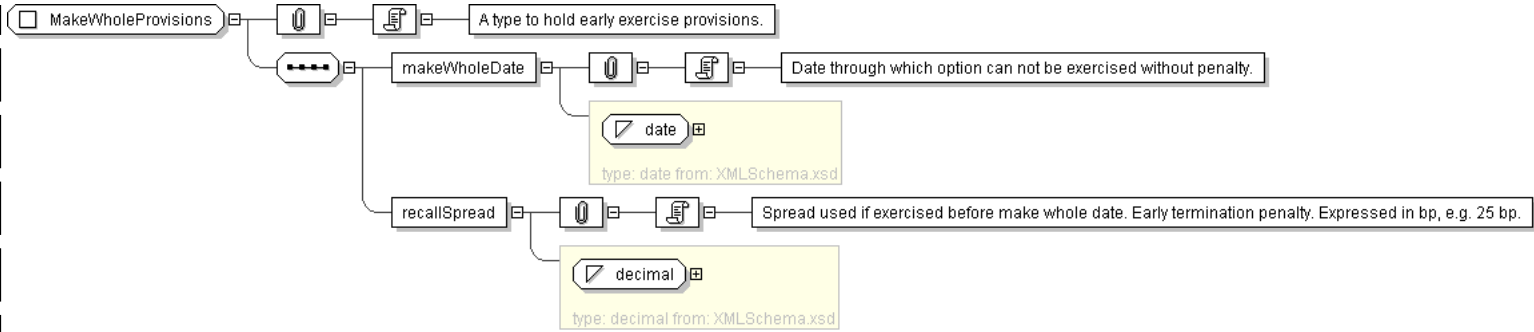 MakeWholeProvisions
A type to hold early exercise provisions.
makeWholeDate
Date through which option can not be exercised without penalty.
date
type: date from: XMLSchema.xsd
recallSpread
Spread used if exercised before make whole date. Early termination penalty. Expressed in bp, e.g. 25 bp.
decimal
type: decimal from: XMLSchema.xsd